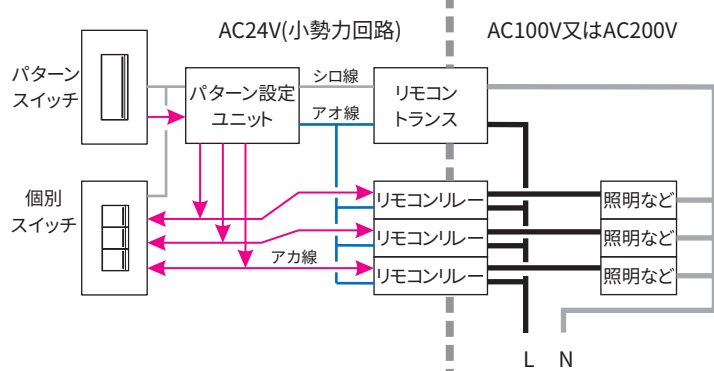 AC24V(小勢力回路)
AC100V又はAC200V
パターン
スイッチ
パターン設定
ユニット
シロ線
アオ線
リモコン
トランス
個別
スイッチ
アカ線
リモコンリレー
照明など
リモコンリレー
照明など
リモコンリレー
照明など
L N